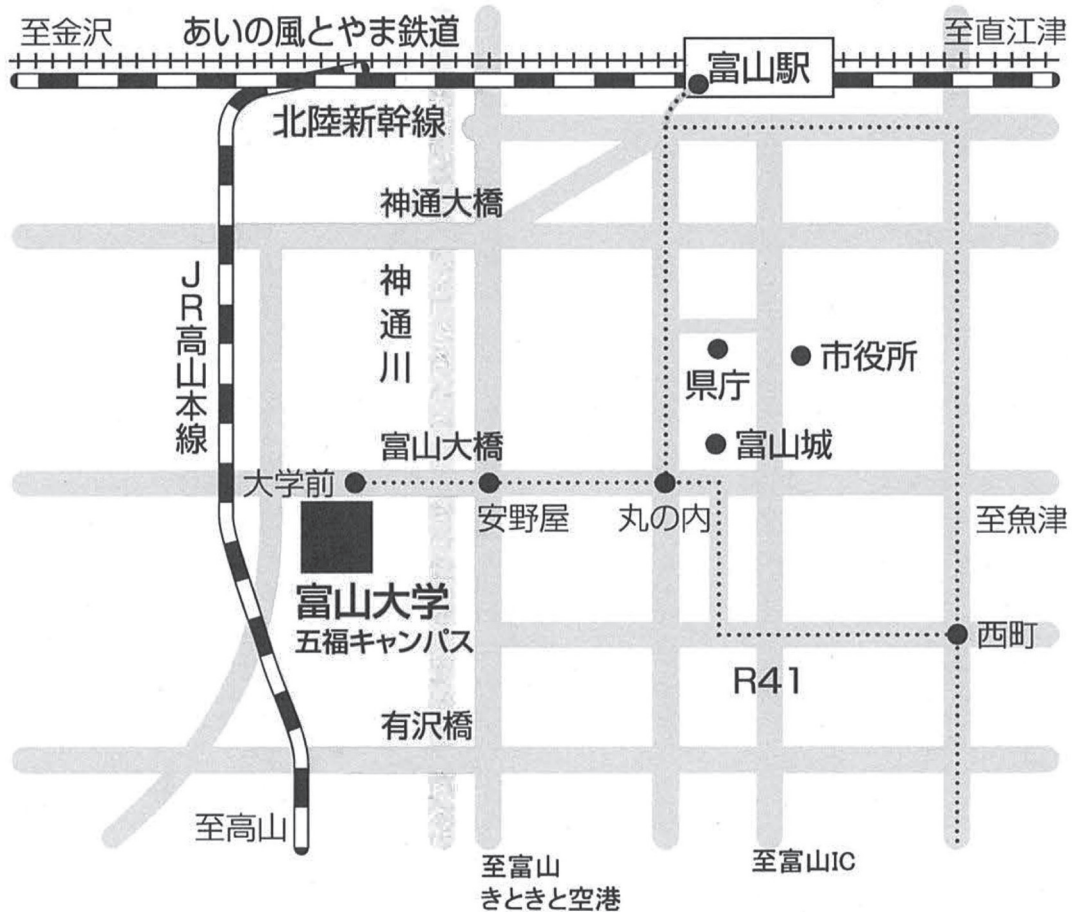 至金沢
あいの風とやま鉄道
至直江津
富山駅
北陸新幹線
神通大橋
JR高山本線
神通川
県庁
市役所
富山大橋
富山城
大学前
安野屋
丸の内
至魚津
富山大学
五福キャンパス
西町
R41
有沢橋
至高山
至富山
きときと空港
至富山IC